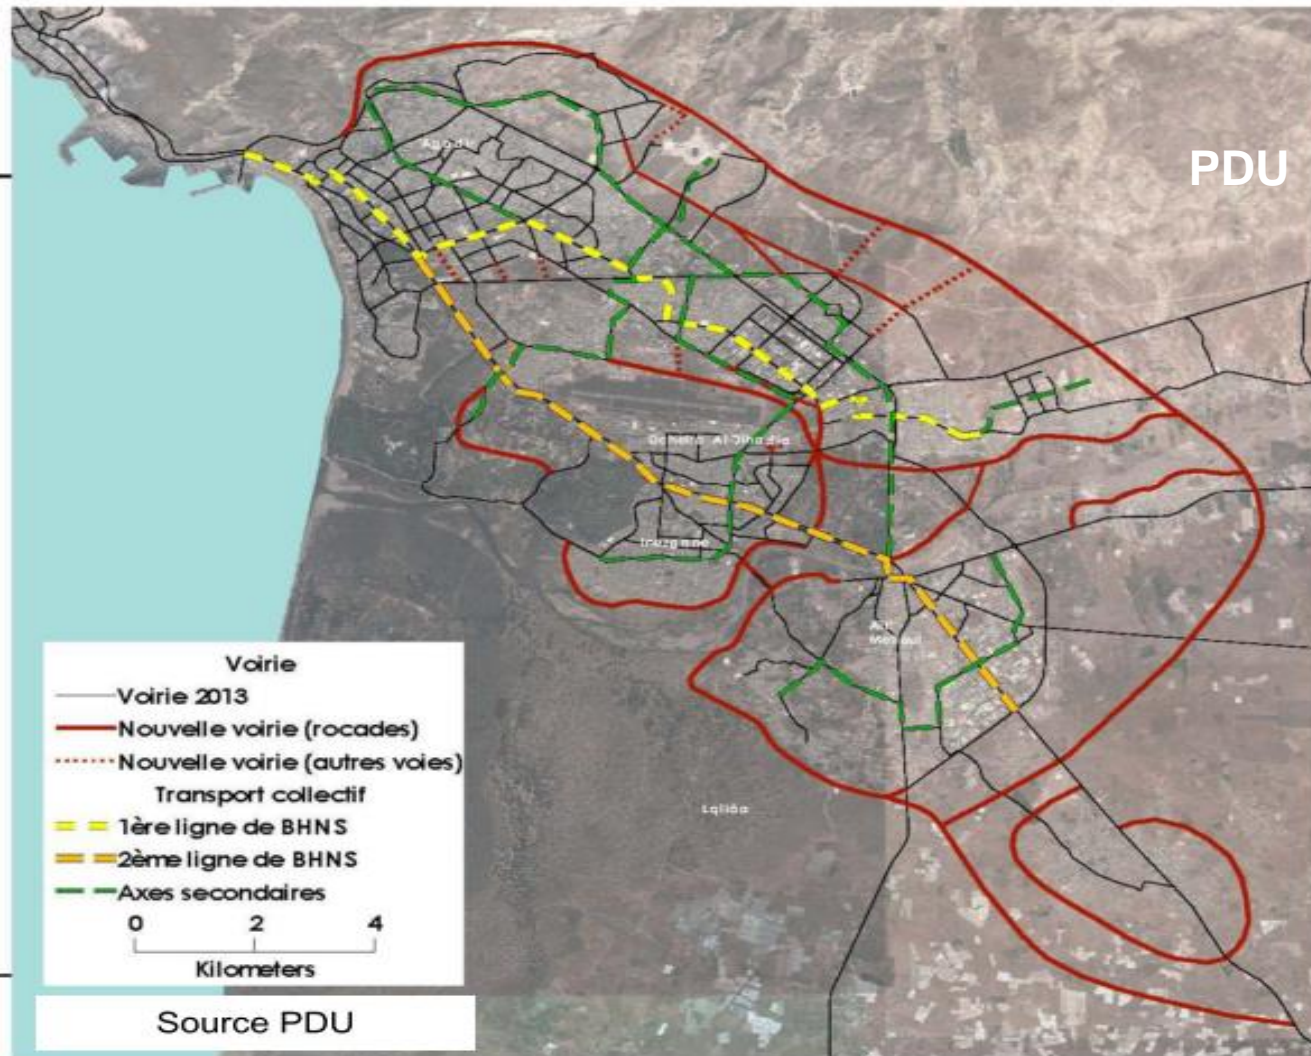 PDU
Agadir
Dcheira Al-Jihadia
Inezgane
Aït
Melloul
Lqliâa
Voirie
Voirie 2013
Nouvelle voirie (rocades)
Nouvelle voirie (autres voies)
Transport collectif
1ère ligne de BHNS
2ème ligne de BHNS
Axes secondaires
0 2 4
Kilometers
Source PDU